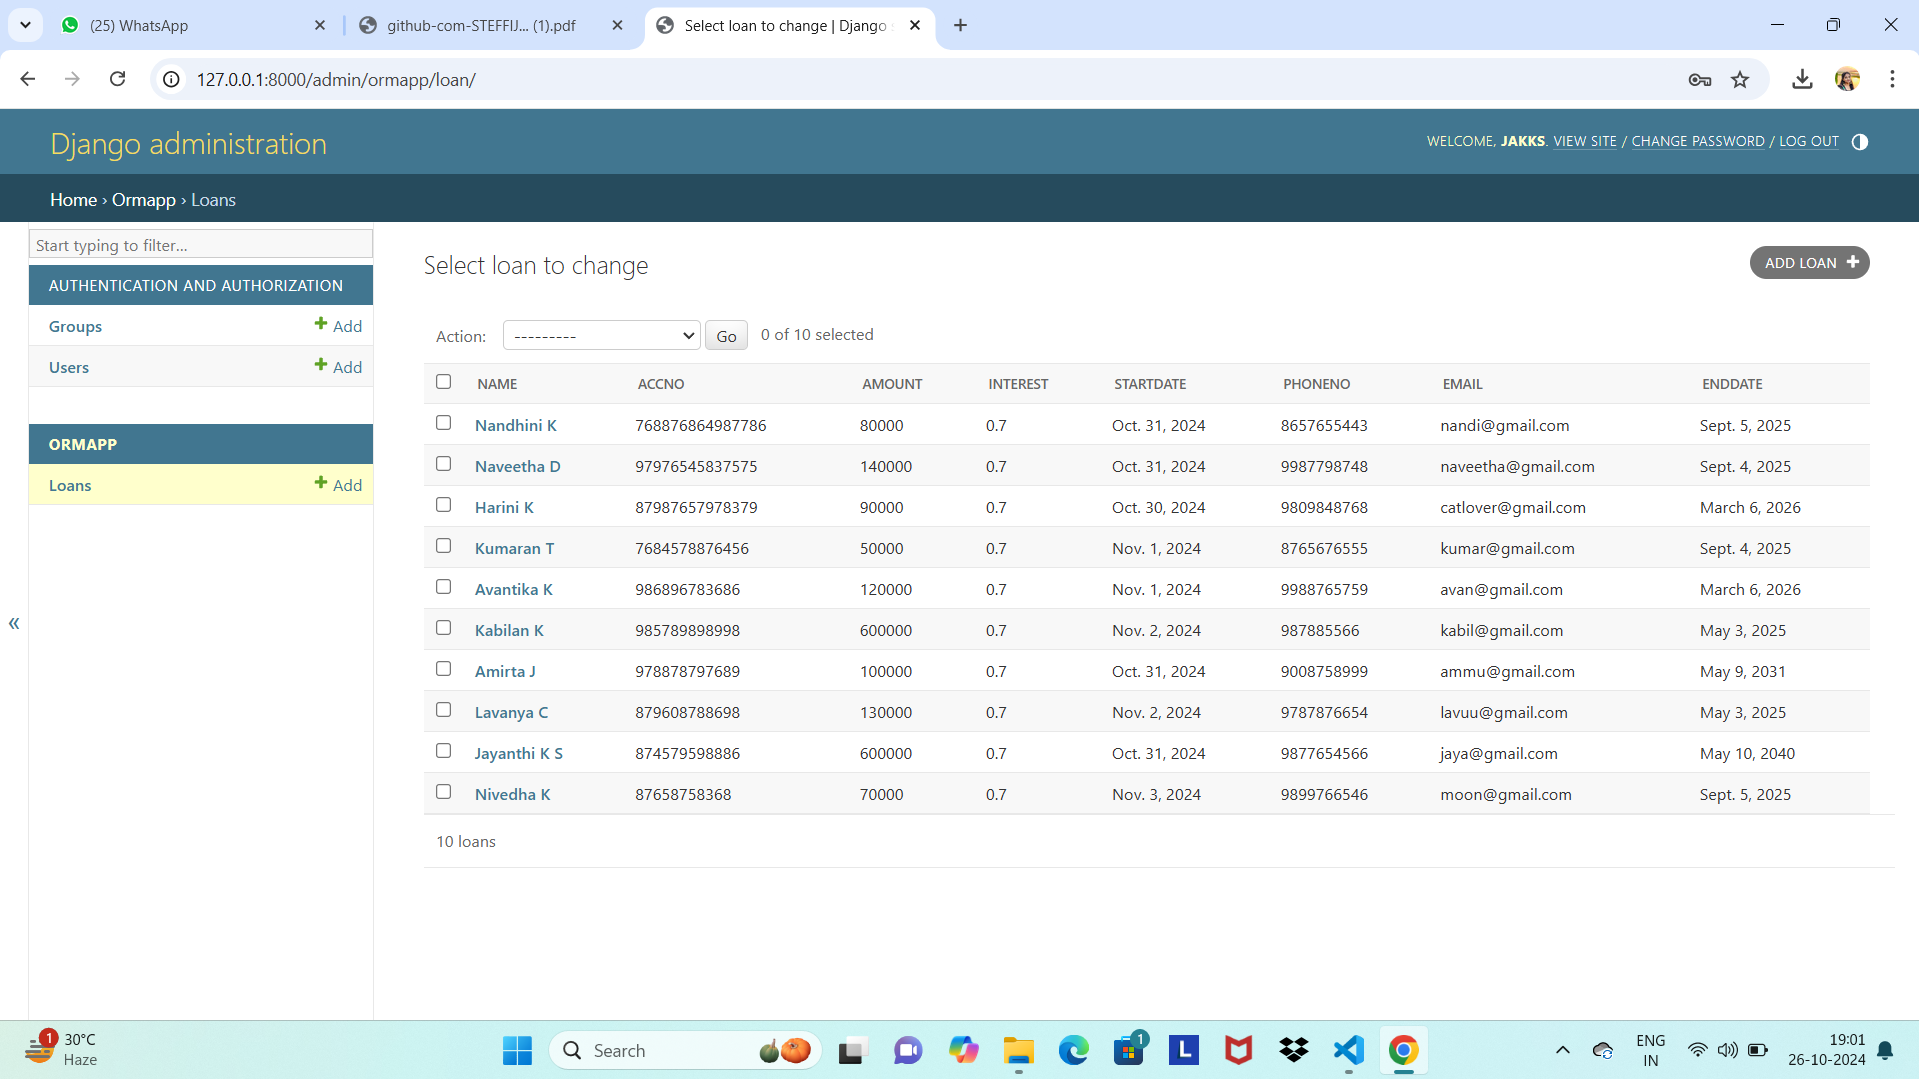 (25) WhatsApp
github-com-STEFFIJ... (1).pdf
Select loan to change | Django
127.0.0.1:8000/admin/ormapp/loan/
Django administration
WELCOME, JAKKS. VIEW SITE / CHANGE PASSWORD / LOG OUT
Home › Ormapp › Loans
Start typing to filter...
AUTHENTICATION AND AUTHORIZATION
Groups + Add
Users + Add
ORMAPP
Loans + Add
«
Select loan to change
ADD LOAN +
Action: --------- Go 0 of 10 selected
NAME ACCNO AMOUNT INTEREST STARTDATE PHONENO EMAIL ENDDATE
Nandhini K 768876864987786 80000 0.7 Oct. 31, 2024 8657655443 nandi@gmail.com Sept. 5, 2025
Naveetha D 97976545837575 140000 0.7 Oct. 31, 2024 9987798748 naveetha@gmail.com Sept. 4, 2025
Harini K 87987657978379 90000 0.7 Oct. 30, 2024 9809848768 catlover@gmail.com March 6, 2026
Kumaran T 7684578876456 50000 0.7 Nov. 1, 2024 8765676555 kumar@gmail.com Sept. 4, 2025
Avantika K 986896783686 120000 0.7 Nov. 1, 2024 9988765759 avan@gmail.com March 6, 2026
Kabilan K 985789898998 600000 0.7 Nov. 2, 2024 987885566 kabil@gmail.com May 3, 2025
Amirta J 978878797689 100000 0.7 Oct. 31, 2024 9008758999 ammu@gmail.com May 9, 2031
Lavanya C 879608788698 130000 0.7 Nov. 2, 2024 9787876654 lavuu@gmail.com May 3, 2025
Jayanthi K S 874579598886 600000 0.7 Oct. 31, 2024 9877654566 jaya@gmail.com May 10, 2040
Nivedha K 87658758368 70000 0.7 Nov. 3, 2024 9899766546 moon@gmail.com Sept. 5, 2025
10 loans
1
30°C
Haze
Search
1
L
ENG
IN
19:01
26-10-2024